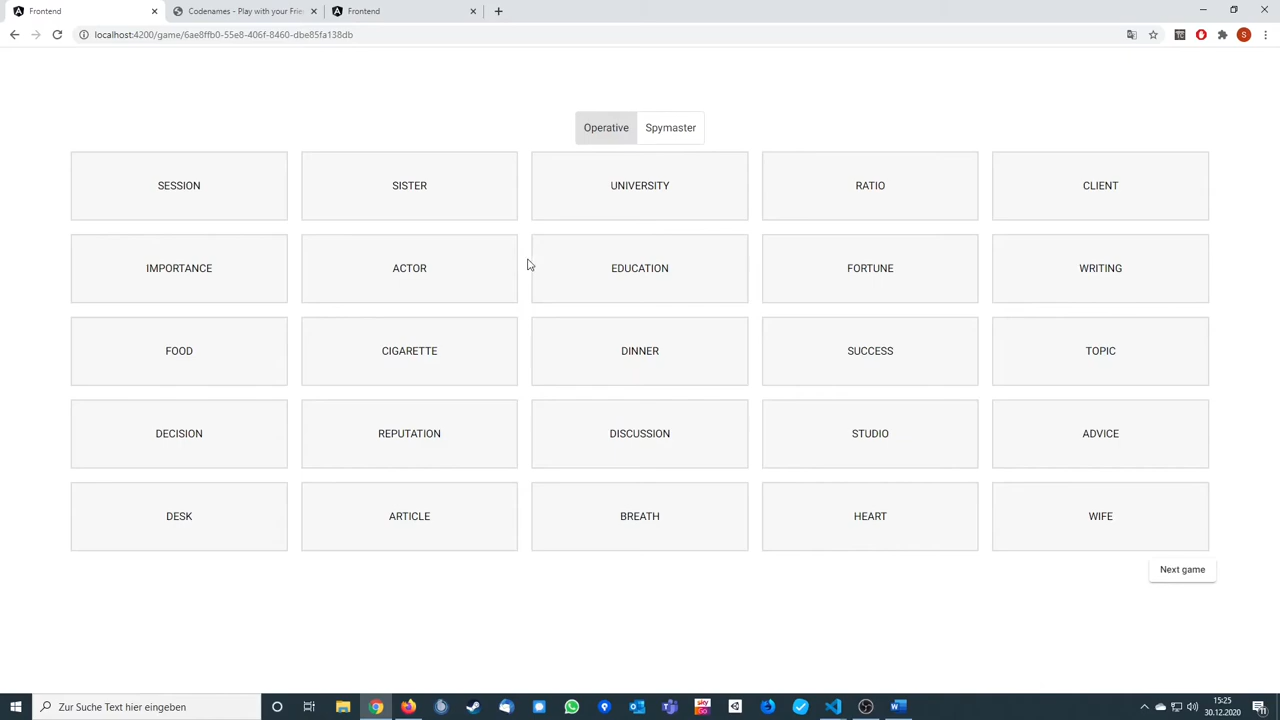 Frontend
Codenames - Play with your Frie
Frontend
localhost:4200/game/6ae8ffb0-55e8-406f-8460-dbe85fa138db
S
Operative Spymaster
SESSION SISTER UNIVERSITY RATIO CLIENT
IMPORTANCE ACTOR EDUCATION FORTUNE WRITING
FOOD CIGARETTE DINNER SUCCESS TOPIC
DECISION REPUTATION DISCUSSION STUDIO ADVICE
DESK ARTICLE BREATH HEART WIFE
Next game
Zur Suche Text hier eingeben
sky
Go
15:25
30.12.2020